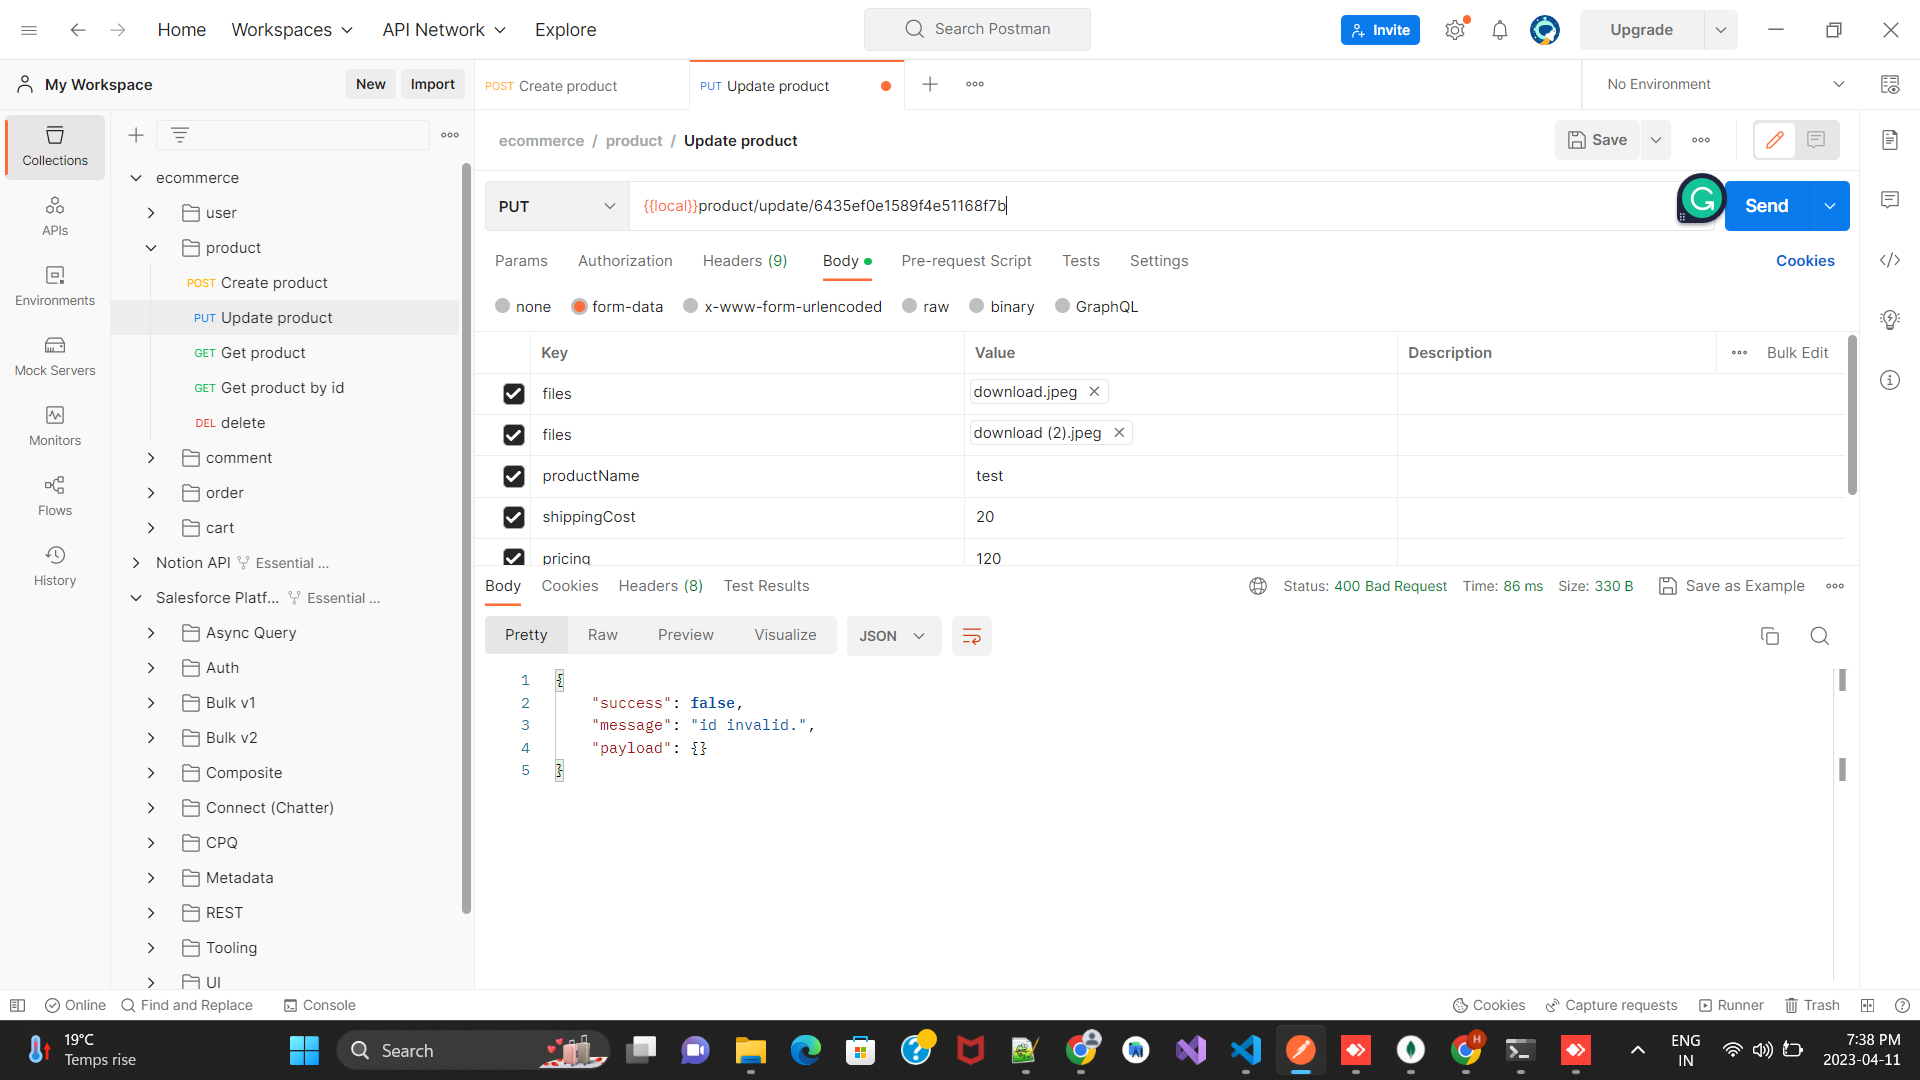 Home
Workspaces
API Network
Explore
Search Postman
Invite
Upgrade
My Workspace
New
Import
POST Create product
PUT Update product
No Environment
Collections
APIs
Environments
Mock Servers
Monitors
Flows
History
ecommerce
user
product
POST Create product
PUT Update product
GET Get product
GET Get product by id
DEL delete
comment
order
cart
Notion API Essential ...
Salesforce Platf... Essential ...
Async Query
Auth
Bulk v1
Bulk v2
Composite
Connect (Chatter)
CPQ
Metadata
REST
Tooling
UI
ecommerce / product / Update product
Save
PUT
{{local}}product/update/6435ef0e1589f4e51168f7b
Send
Params
Authorization
Headers (9)
Body
Pre-request Script
Tests
Settings
Cookies
none
form-data
x-www-form-urlencoded
raw
binary
GraphQL
Key Value Description Bulk Edit
files download.jpeg
files download (2).jpeg
productName test
shippingCost 20
pricing 120
Body
Cookies
Headers (8)
Test Results
Status: 400 Bad Request Time: 86 ms Size: 330 B
Save as Example
Pretty
Raw
Preview
Visualize
JSON
1 {
2 "success": false,
3 "message": "id invalid.",
4 "payload": {}
5 }
Online
Find and Replace
Console
Cookies
Capture requests
Runner
Trash
19°C
Temps rise
Search
H
ENG
IN
7:38 PM
2023-04-11